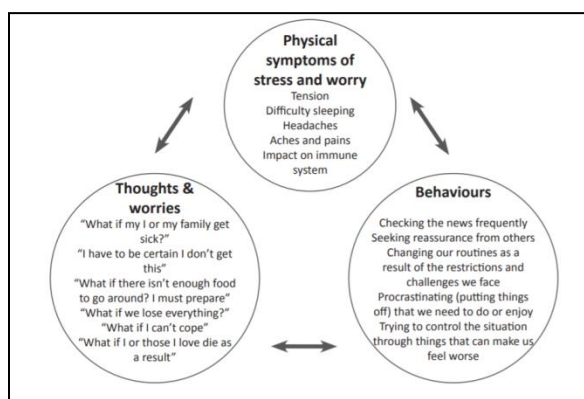 Physical
symptoms of
stress and worry
Tension
Difficulty sleeping
Headaches
Aches and pains
Impact on immune
system
Thoughts &
worries
“What if my I or my family get
sick?”
“I have to be certain I don’t get
this”
“What if there isn’t enough food
to go around? I must prepare”
“What if we lose everything?”
“What if I can’t cope”
“What if I or those I love die as
a result”
Behaviours
Checking the news frequently
Seeking reassurance from others
Changing our routines as a
result of the restrictions and
challenges we face
Procrastinating (putting things
off) that we need to do or enjoy
Trying to control the situation
through things that can make us
feel worse